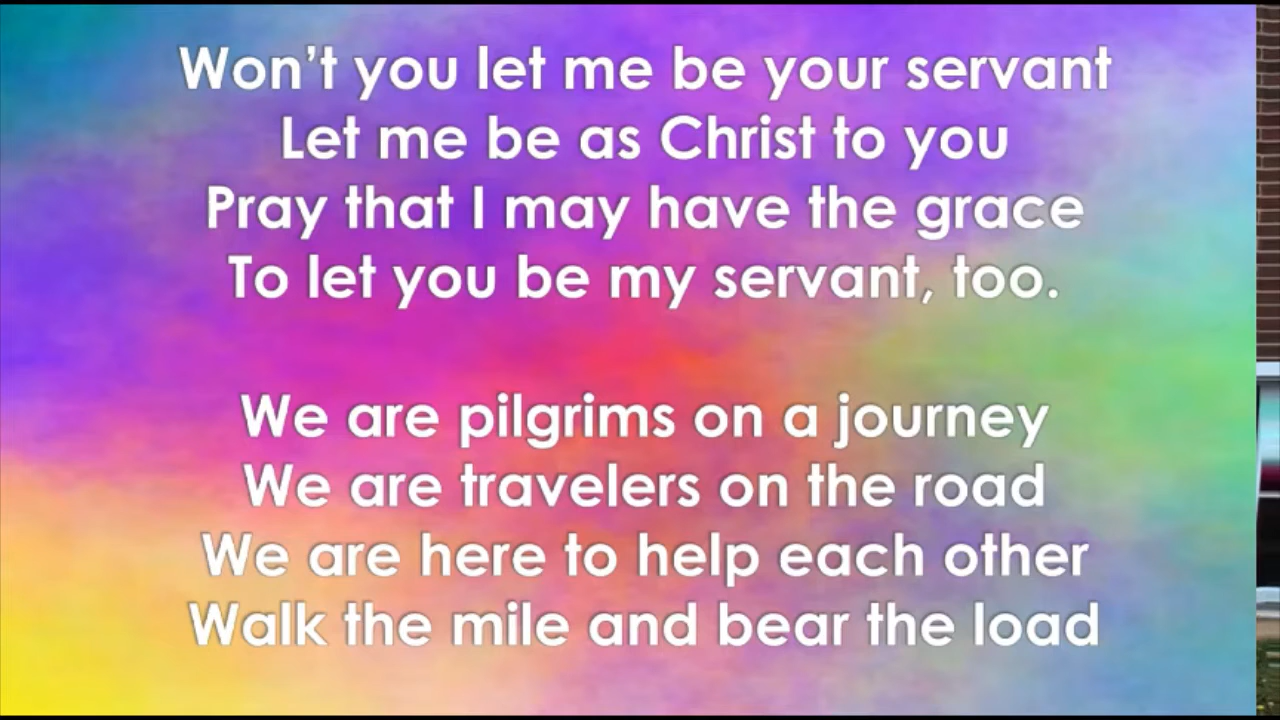 Won't you let me be your servant
Let me be as Christ to you
Pray that I may have the grace
To let you be my servant, too.
We are pilgrims on a journey
We are travelers on the road
We are here to help each other
Walk the mile and bear the load